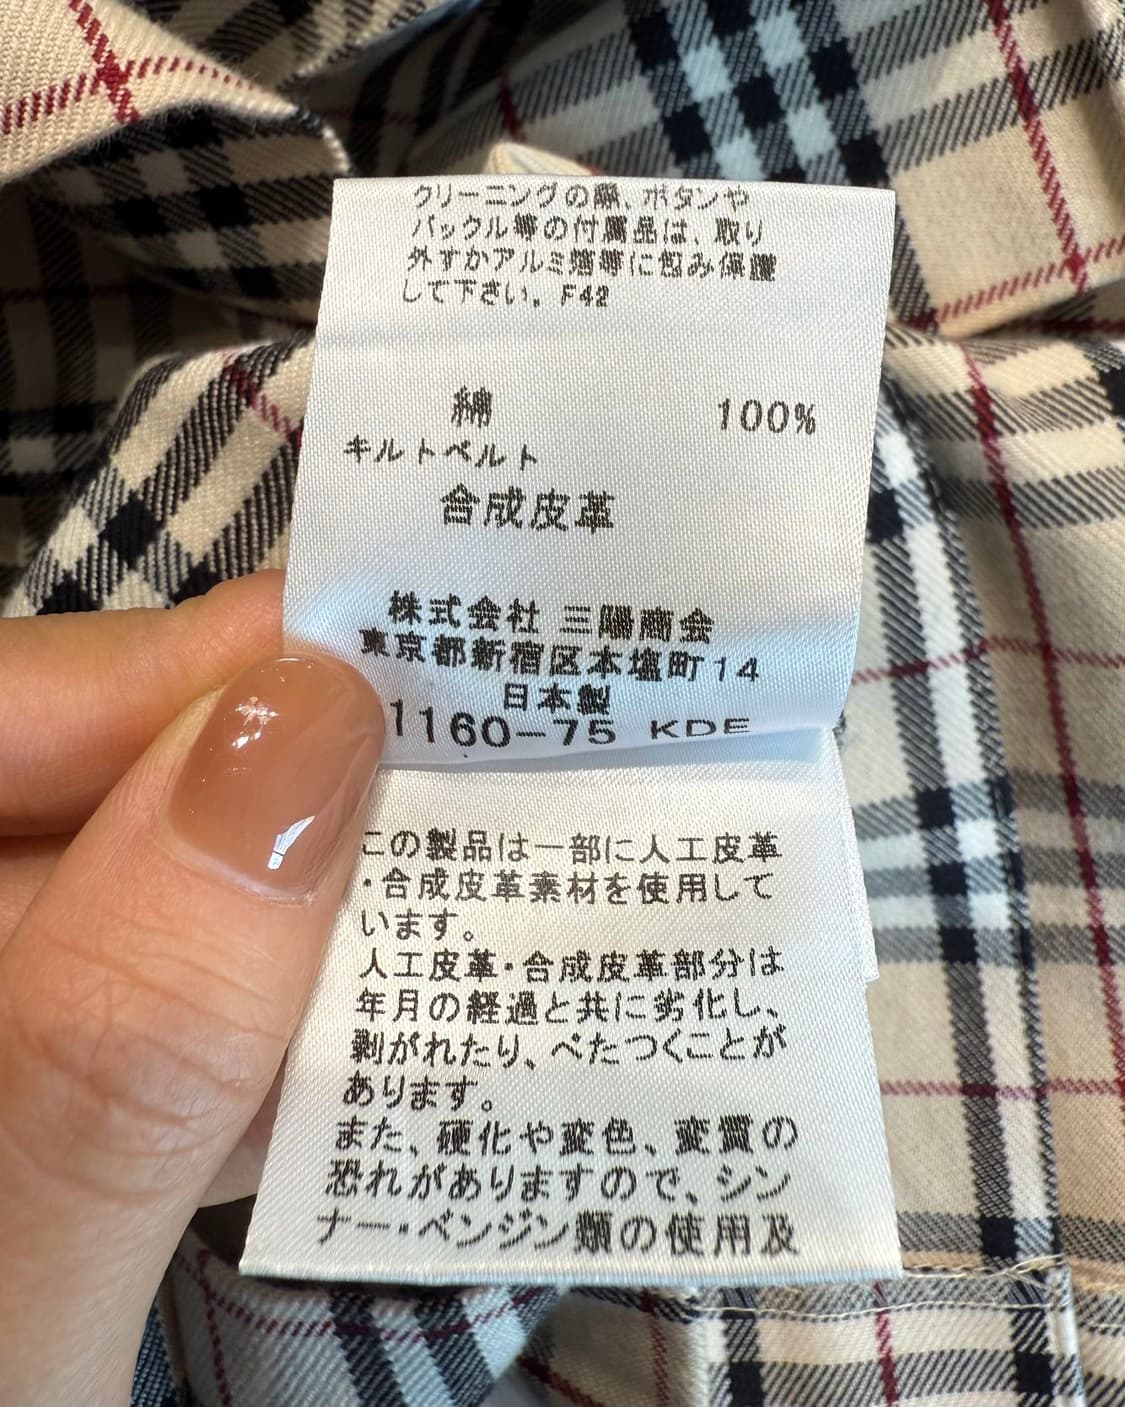 クリーニングの際、ボタンや
バックル等の付属品は、取り
外すかアルミ箔等に包み保護
して下さい。F42
綿 100%
キルトベルト
合成皮革
株式会社 三陽商会
東京都新宿区本塩町14
日本製
1160-75 KDE
この製品は一部に人工皮革
・合成皮革素材を使用して
います。
人工皮革・合成皮革部分は
年月の経過と共に劣化し、
剥がれたり、べたつくことが
あります。
また、硬化や変色、変質の
恐れがありますので、シン
ナー・ベンジン類の使用及